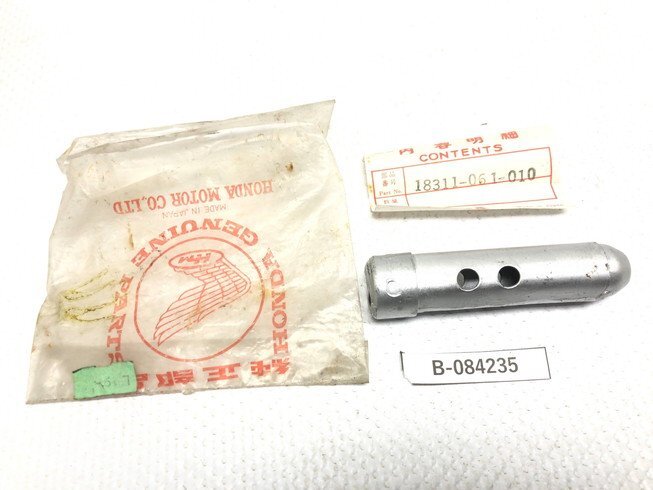 HONDA MOTOR CO., LTD
MADE IN JAPAN
HONDA GENUINE PARTS
HM
内容明細
CONTENTS
部品
番号
Part No.
18311-061-010
B-084235